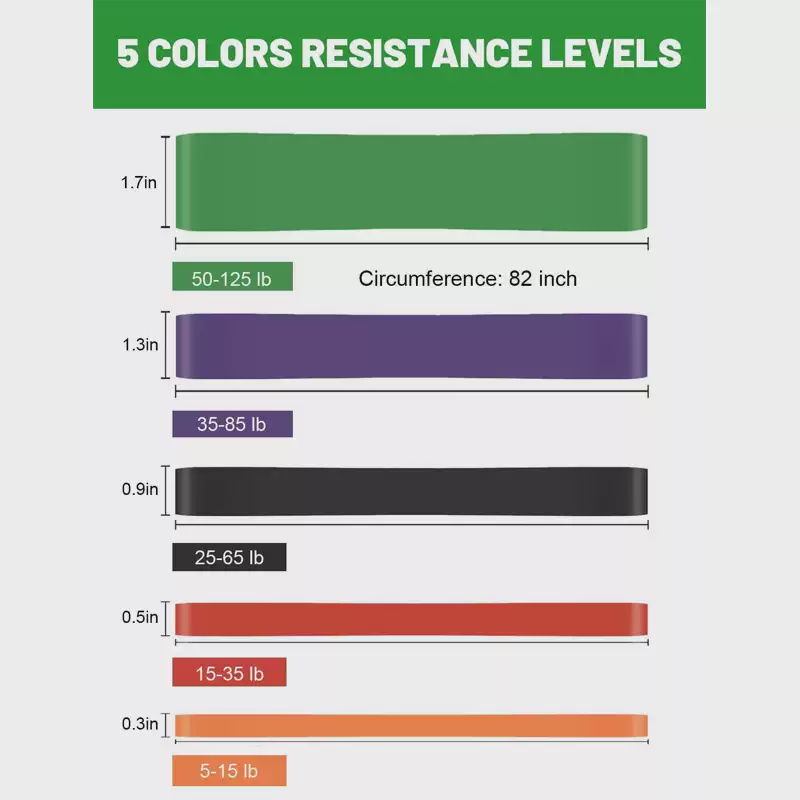 5 COLORS RESISTANCE LEVELS
1.7in
50-125 lb
Circumference: 82 inch
1.3in
35-85 lb
0.9in
25-65 lb
0.5in
15-35 lb
0.3in
5-15 lb